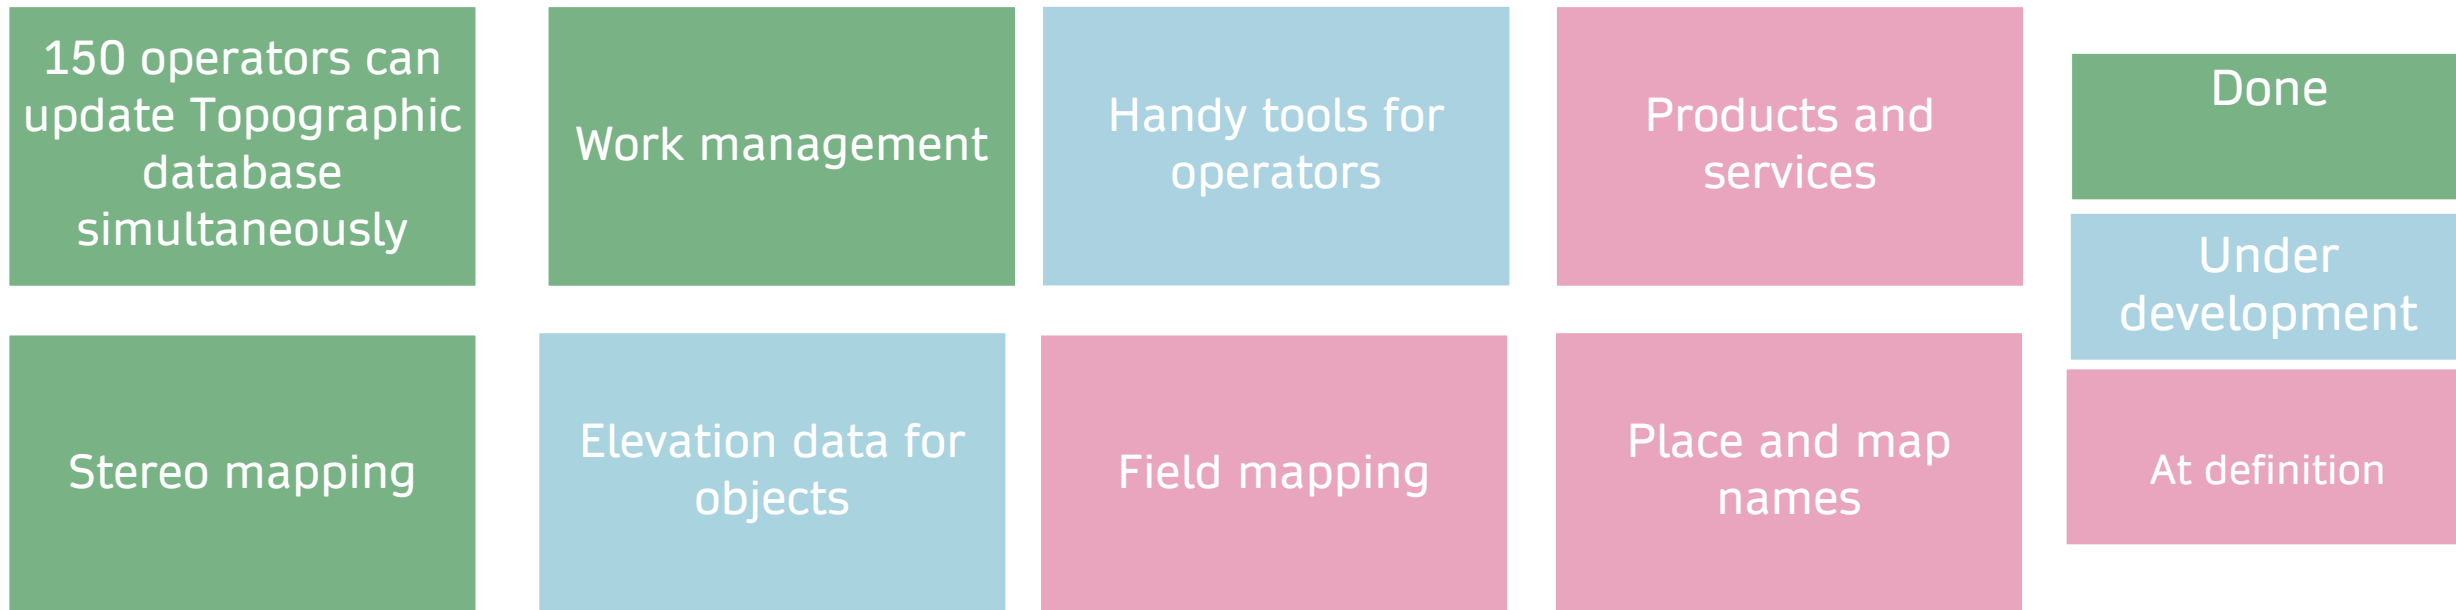 150 operators can
update Topographic
database
simultaneously
Work management
Handy tools for
operators
Products and
services
Done
Under
development
Stereo mapping
Elevation data for
objects
Field mapping
Place and map
names
At definition